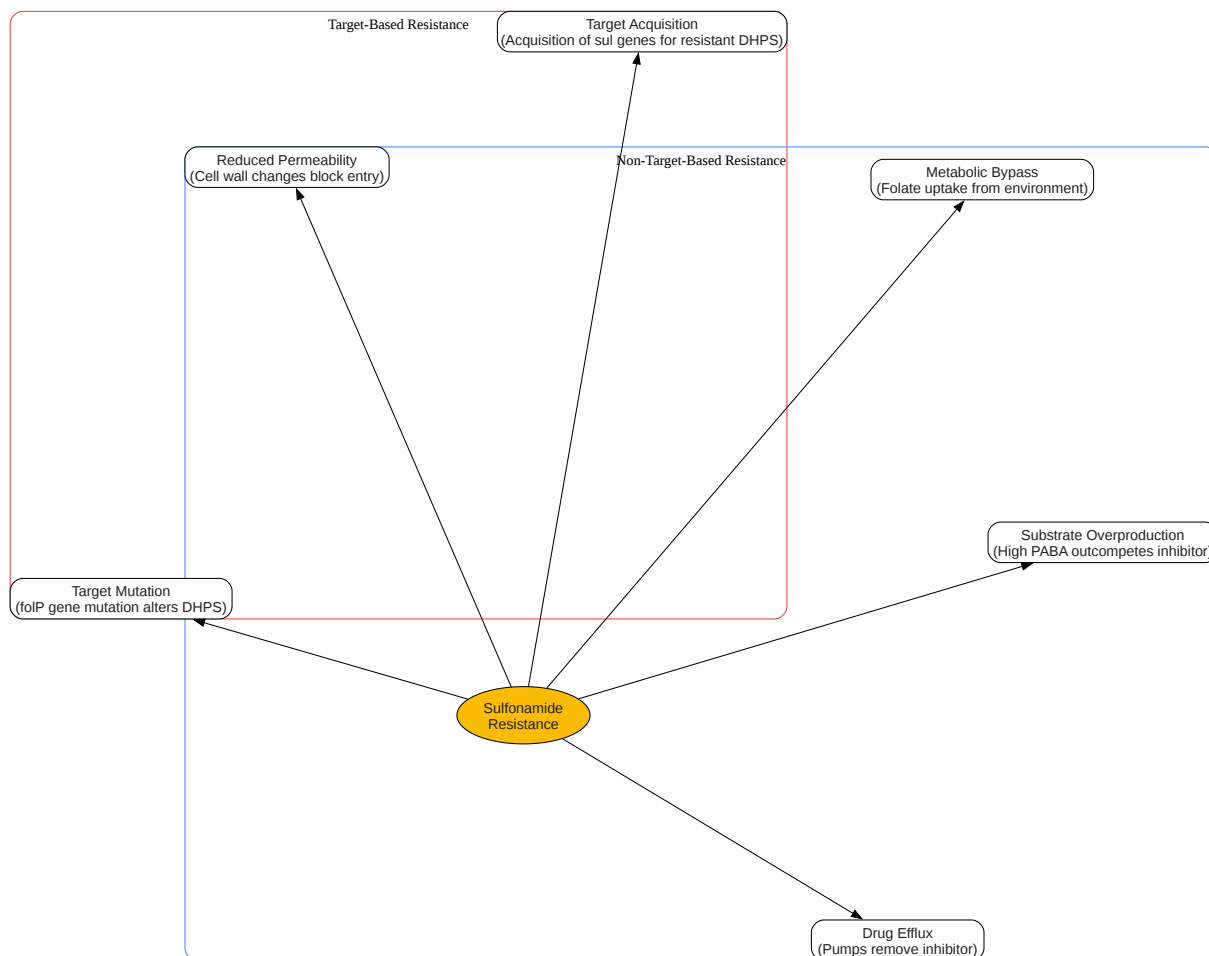 Target-Based Resistance
Target Acquisition
(Acquisition of sul genes for resistant DHPS)
Reduced Permeability
(Cell wall changes block entry)
Non-Target-Based Resistance
Metabolic Bypass
(Folate uptake from environment)
Substrate Overproduction
(High PABA outcompetes inhibitor)
Target Mutation
(folP gene mutation alters DHPS)
Sulfonamide
Resistance
Drug Efflux
(Pumps remove inhibitor)